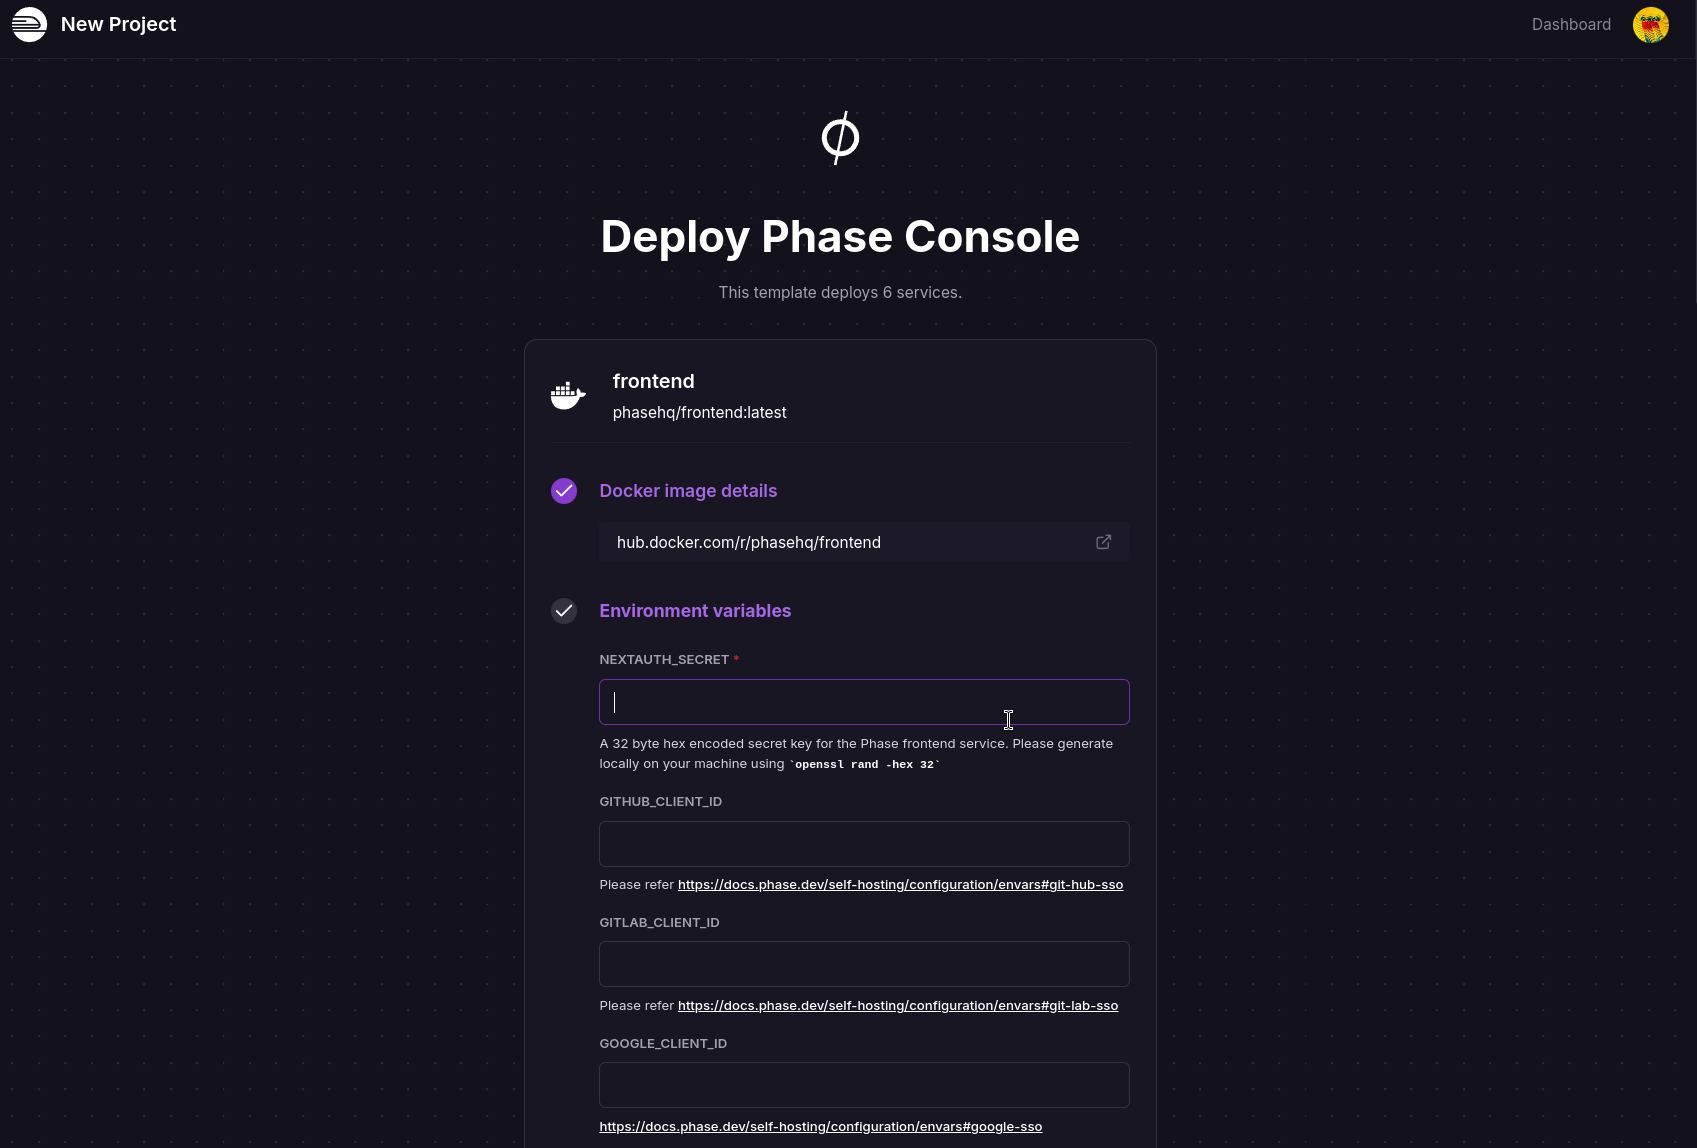 New Project
Dashboard
Deploy Phase Console
This template deploys 6 services.
frontend
phasehq/frontend:latest
Docker image details
hub.docker.com/r/phasehq/frontend
Environment variables
NEXTAUTH_SECRET *
A 32 byte hex encoded secret key for the Phase frontend service. Please generate
locally on your machine using `openssl rand -hex 32`
GITHUB_CLIENT_ID
Please refer https://docs.phase.dev/self-hosting/configuration/envars#git-hub-sso
GITLAB_CLIENT_ID
Please refer https://docs.phase.dev/self-hosting/configuration/envars#git-lab-sso
GOOGLE_CLIENT_ID
https://docs.phase.dev/self-hosting/configuration/envars#google-sso